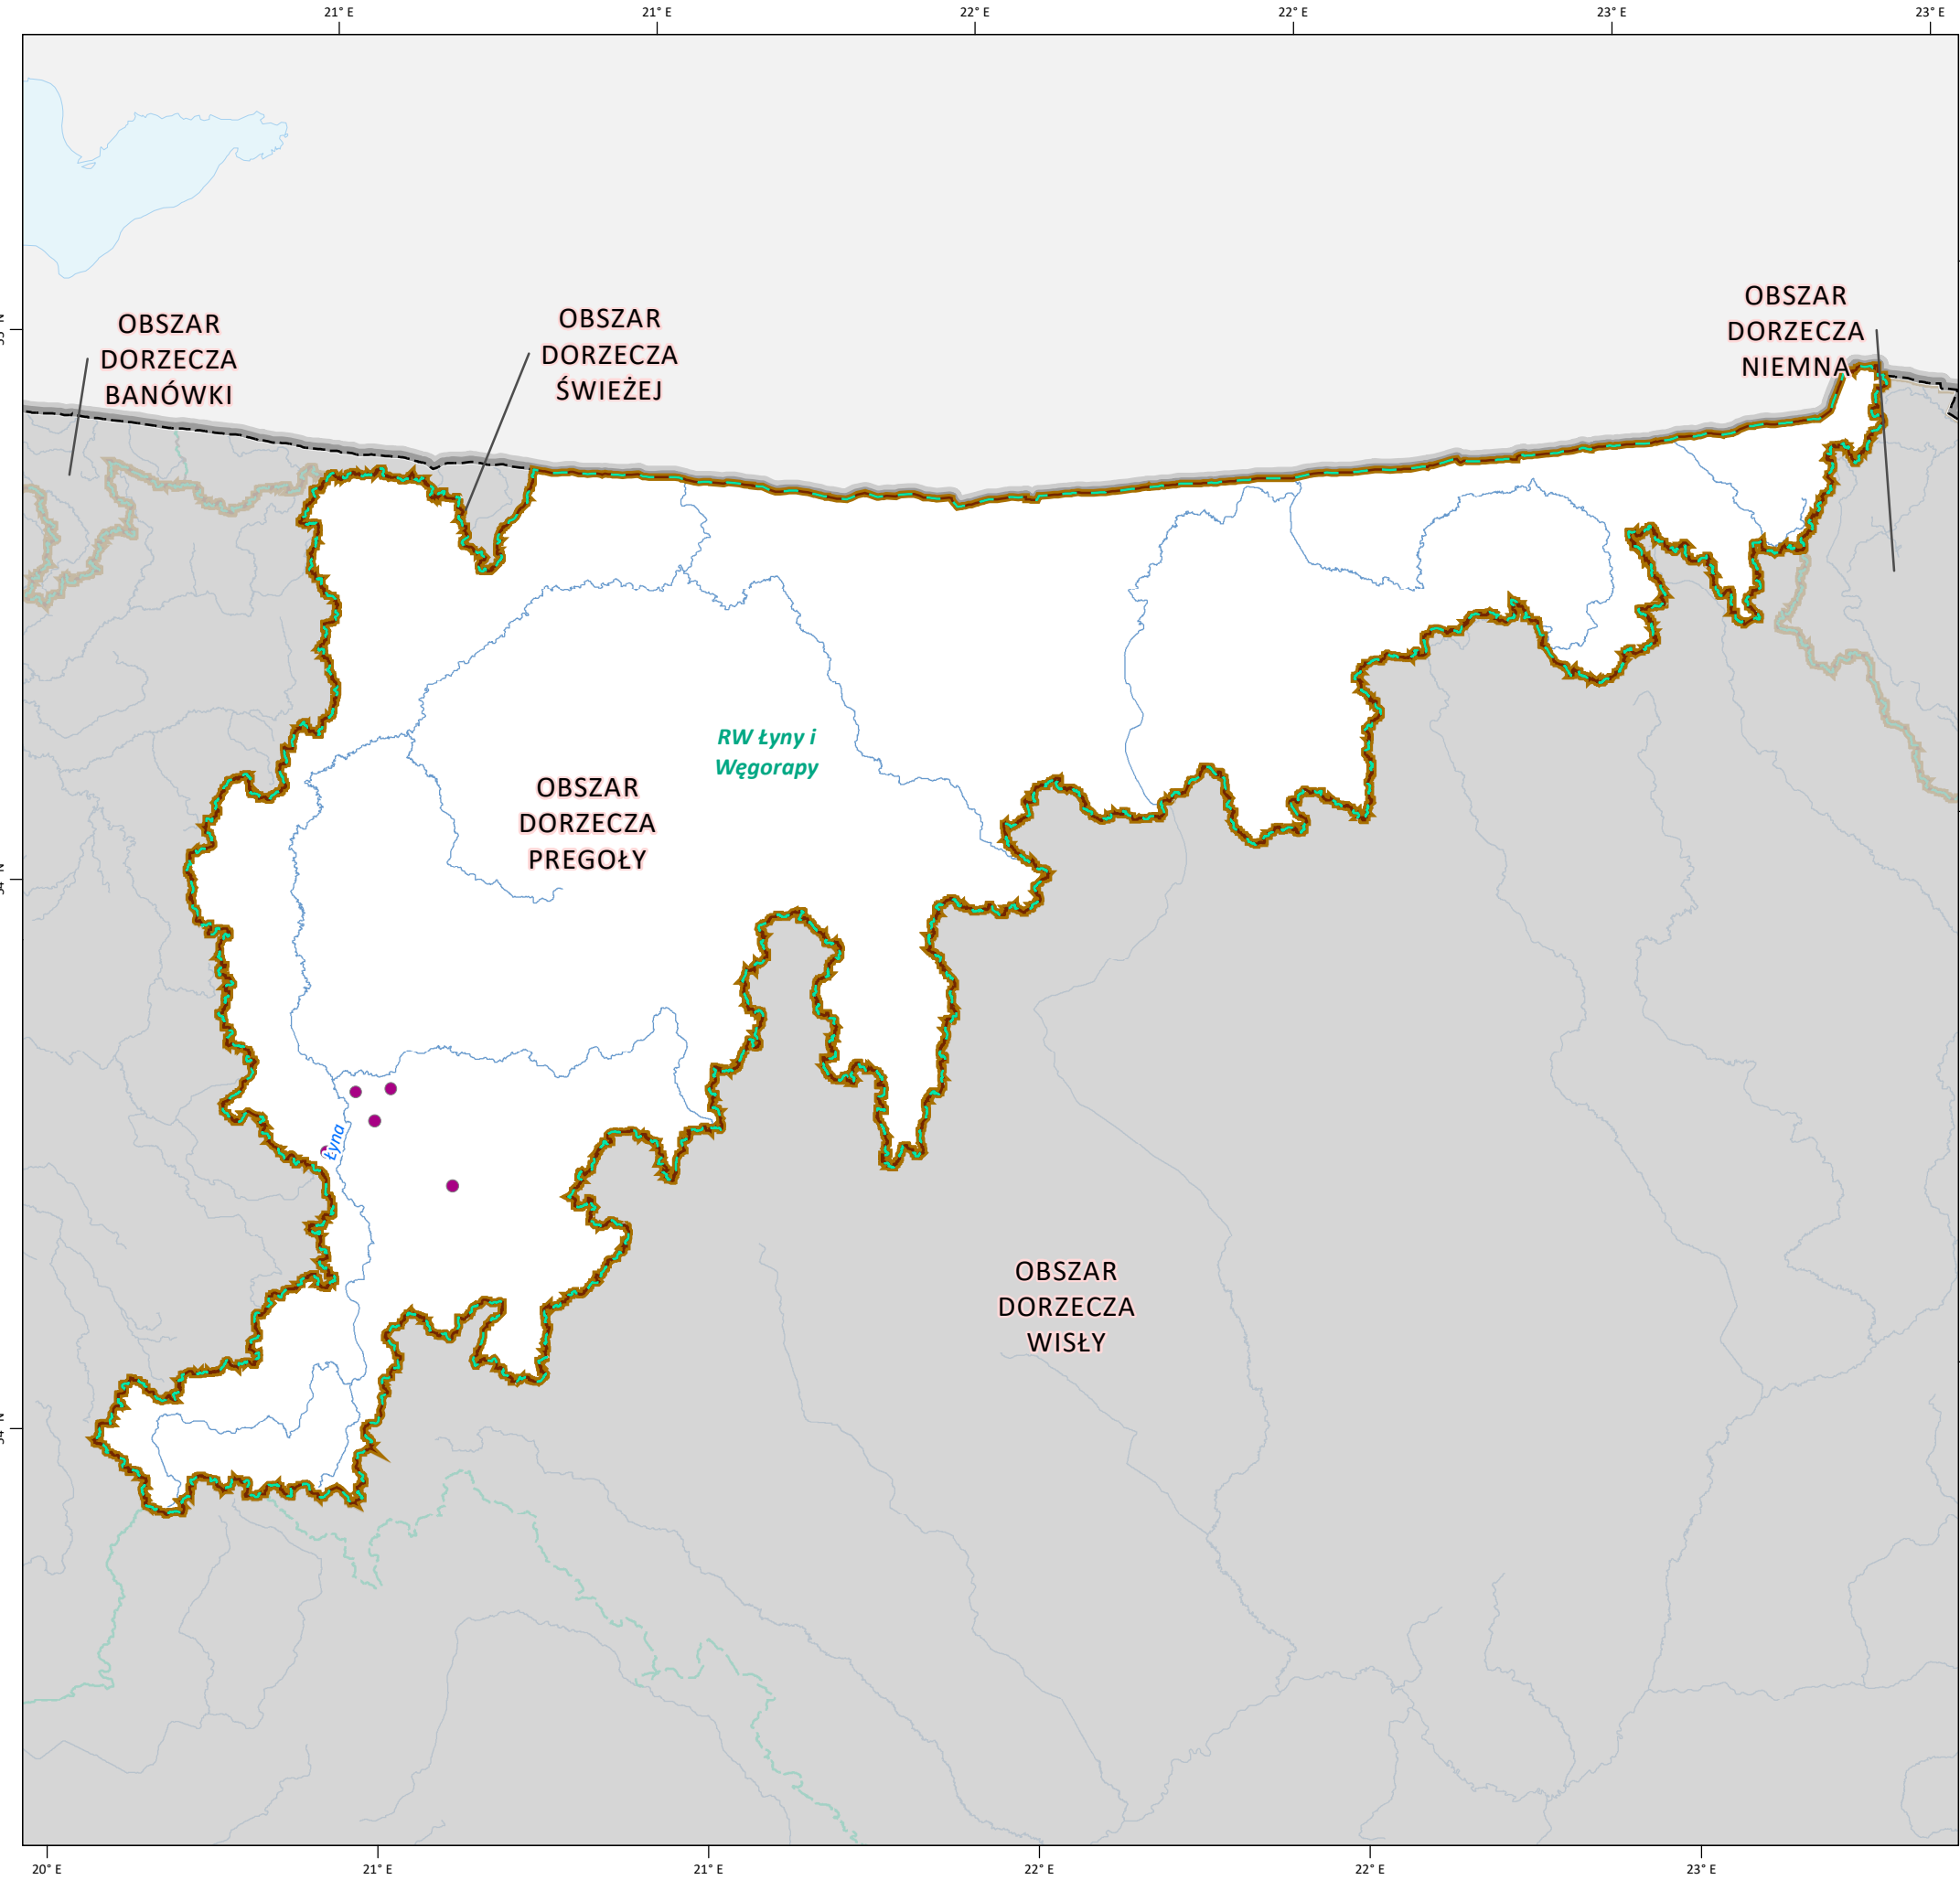 21° E 21° E 22° E 22° E 23° E 23° E
OBSZAR
DORZECZA
BANÓWKI
OBSZAR
DORZECZA
ŚWIEŻEJ
OBSZAR
DORZECZA
NIEMNA
RW Łyny i
Węgorapy
OBSZAR
DORZECZA
PREGOŁY
Łyna
OBSZAR
DORZECZA
WISŁY
20° E 21° E 21° E 22° E 22° E 23° E